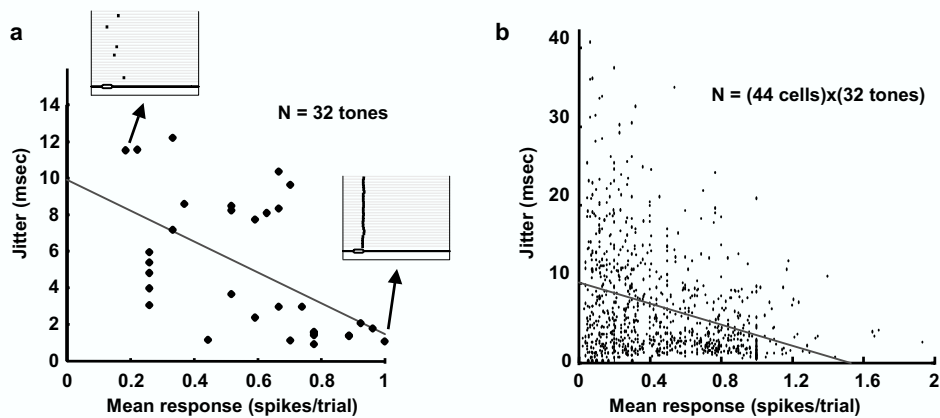 a
N = 32 tones
Jitter (msec)
14
12
10
8
6
4
2
0
0 0.2 0.4 0.6 0.8 1
Mean response (spikes/trial)
b
N = (44 cells)x(32 tones)
Jitter (msec)
40
30
20
10
0
0 0.4 0.8 1.2 1.6 2
Mean response (spikes/trial)